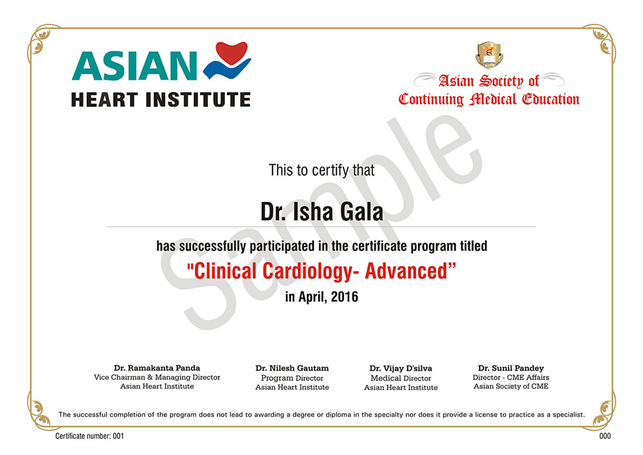 ASIAN
HEART INSTITUTE
Asian Society of
Continuing Medical Education
Sample
This to certify that
Dr. Isha Gala
has successfully participated in the certificate program titled
"Clinical Cardiology- Advanced”
in April, 2016
Dr. Ramakanta Panda
Vice Chairman & Managing Director
Asian Heart Institute
Dr. Nilesh Gautam
Program Director
Asian Heart Institute
Dr. Vijay D'silva
Medical Director
Asian Heart Institute
Dr. Sunil Pandey
Director - CME Affairs
Asian Society of CME
The successful completion of the program does not lead to awarding a degree or diploma in the specialty nor does it provide a license to practice as a specialist.
Certificate number: 001
000